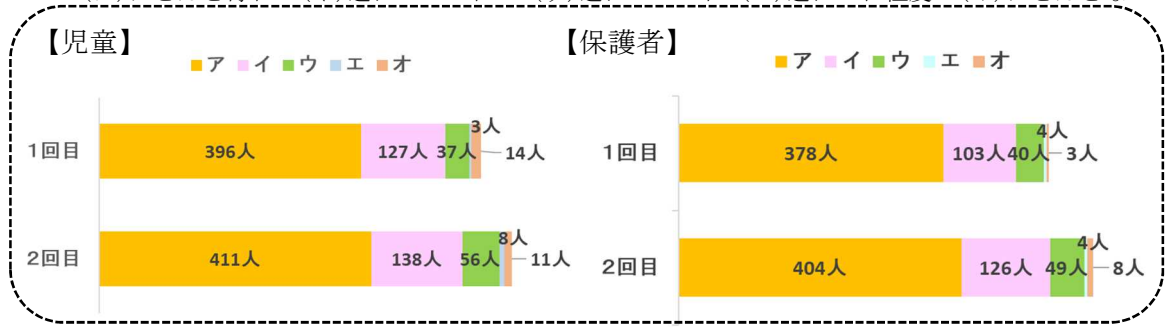 【児童】
ア イ ウ エ オ
1回目 396人 127人 37人 3人 14人
2回目 411人 138人 56人 8人 11人
【保護者】
ア イ ウ エ オ
1回目 378人 103人 40人 4人 3人
2回目 404人 126人 49人 4人 8人